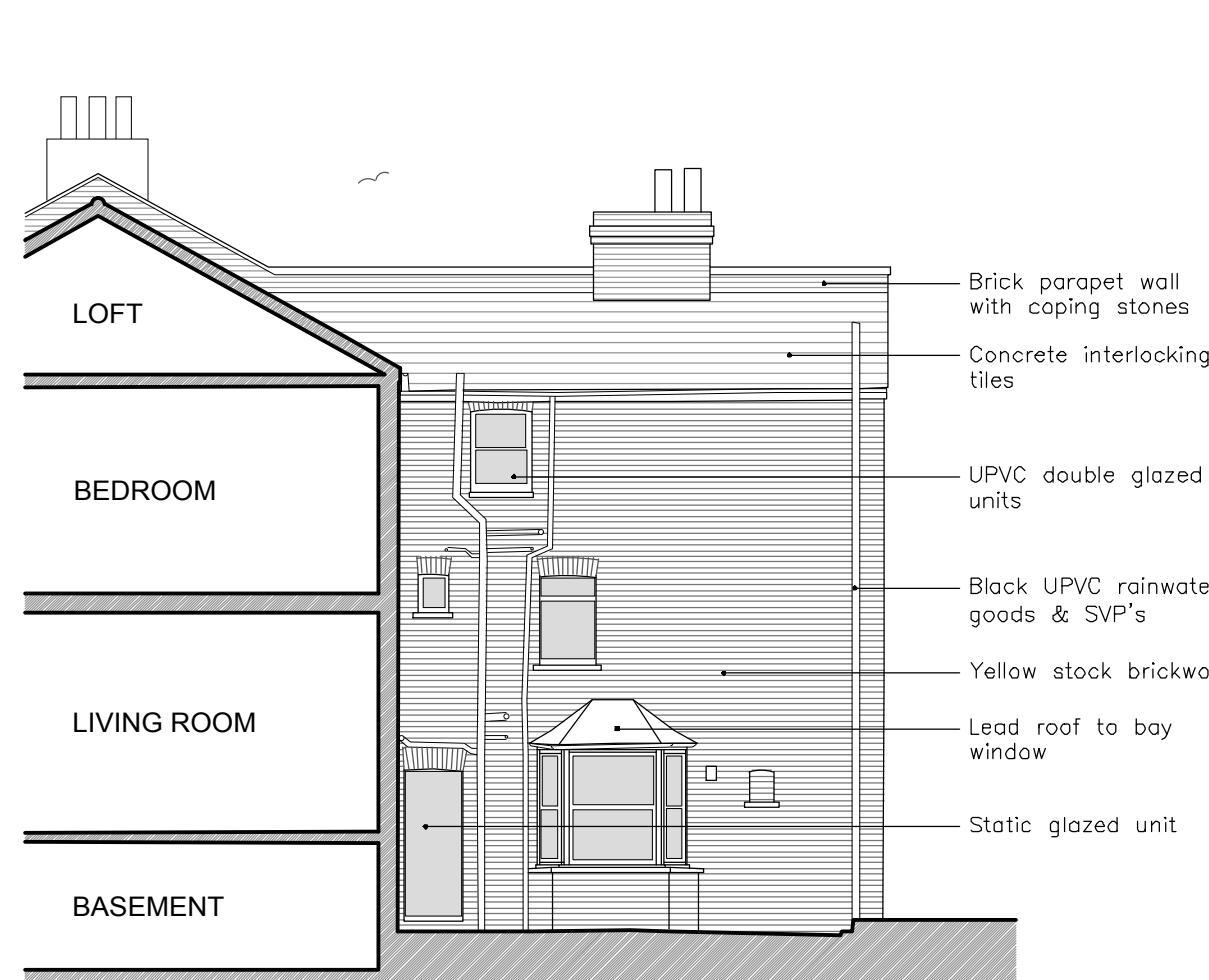 LOFT
BEDROOM
LIVING ROOM
BASEMENT
Brick parapet wall
with coping stones
Concrete interlocking
tiles
UPVC double glazed
units
Black UPVC rainwate
goods & SVP's
Yellow stock brickwo
Lead roof to bay
window
Static glazed unit